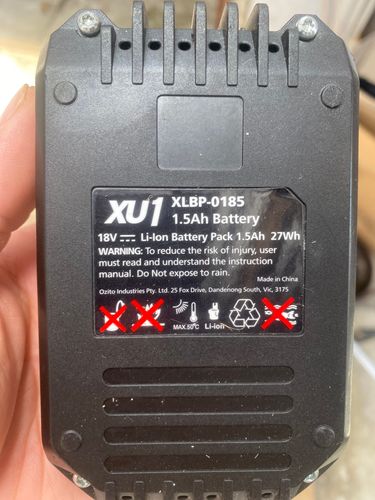 XU1
XLBP-0185
1.5Ah Battery
18V ⎓ Li-Ion Battery Pack 1.5Ah 27Wh
WARNING: To reduce the risk of injury, user
must read and understand the instruction
manual. Do Not expose to rain.
Made in China
Ozito Industries Pty. Ltd. 25 Fox Drive, Dandenong South, Vic, 3175
MAX.50°C
Li-ion